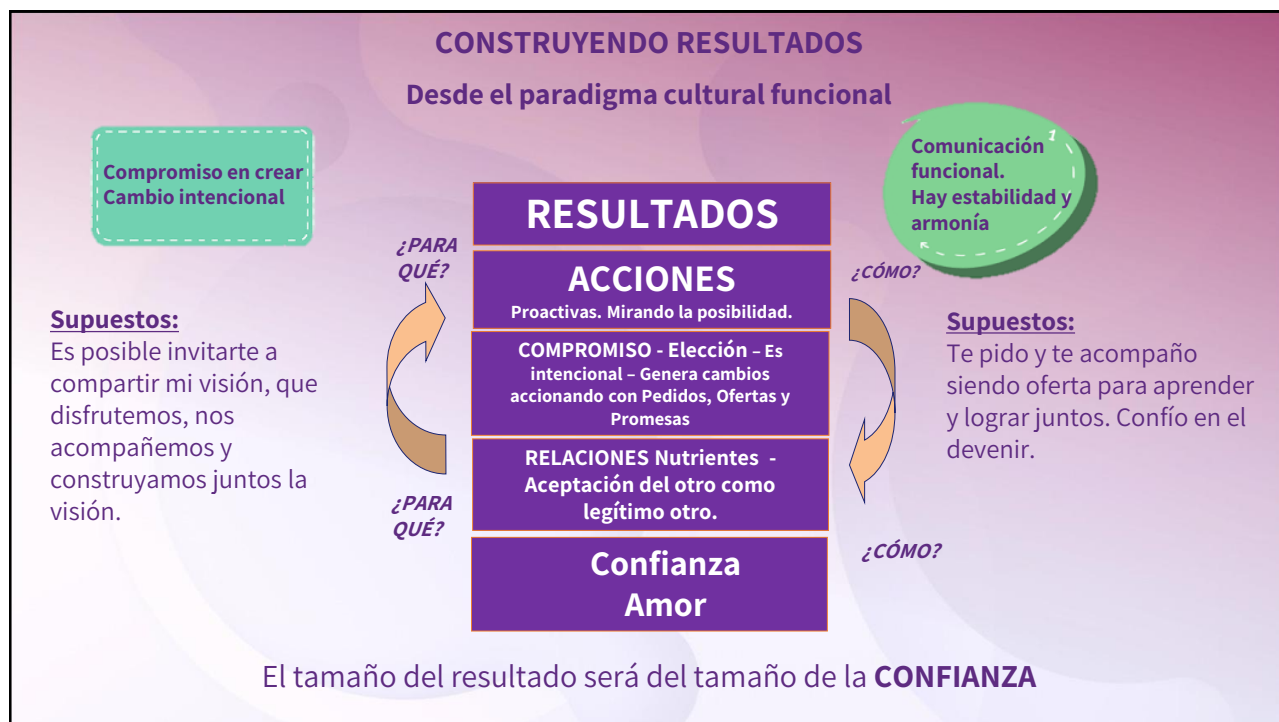 CONSTRUYENDO RESULTADOS
Desde el paradigma cultural funcional
Compromiso en crear
Cambio intencional
Comunicación
funcional.
Hay estabilidad y
armonía
1
RESULTADOS
¿PARA
QUÉ?
ACCIONES
Proactivas. Mirando la posibilidad.
¿CÓMO?
Supuestos:
Es posible invitarte a
compartir mi visión, que
disfrutemos, nos
acompañemos y
construyamos juntos la
visión.
COMPROMISO - Elección – Es
intencional – Genera cambios
accionando con Pedidos, Ofertas y
Promesas
Supuestos:
Te pido y te acompaño
siendo oferta para aprender
y lograr juntos. Confío en el
devenir.
RELACIONES Nutrientes -
Aceptación del otro como
legítimo otro.
¿PARA
QUÉ?
¿CÓMO?
Confianza
Amor
El tamaño del resultado será del tamaño de la CONFIANZA